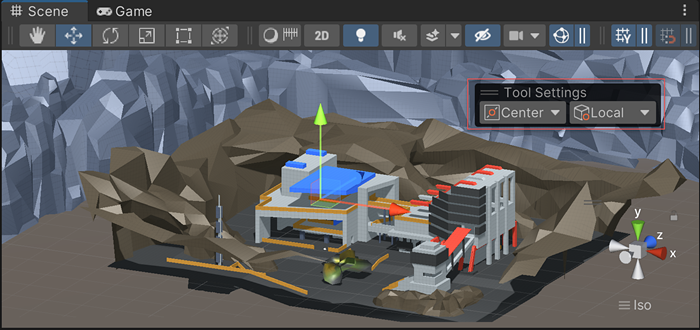 Scene Game
2D
Tool Settings
Center Local
y
z
x
Iso